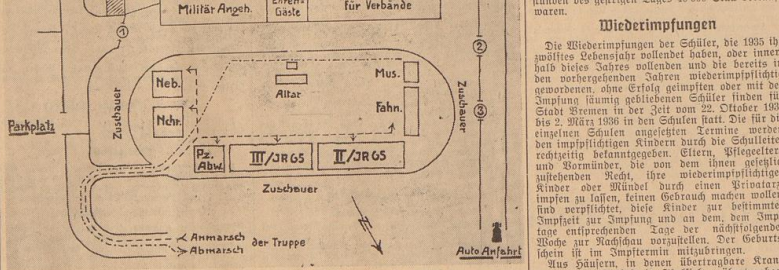 Militär Angeh.
Ehren-
Gäste
für Verbände
1
2
Neb.
Altar
Mus.
Zuschauer
Zuschauer
Nchr.
Fahn.
3
Parkplatz
Pz.
Abw.
III/JR65
II/JR65
Zuschauer
Anmarsch
Abmarsch
der Truppe
N
Auto Anfahrt
waren.
Wiederimpfungen
Die Wiederimpfungen der Schüler, die 1935 ih
zwölftes Lebensjahr vollendet haben, oder inner
halb dieses Jahres vollenden und die bereits in
den vorhergehenden Jahren wiederimpfpflichti
gewordenen, ohne Erfolg geimpften oder mit de
Impfung säumig gebliebenen Schüler finden fü
Stadt Bremen in der Zeit vom 22. Oktober 193
bis 2. März 1936 in den Schulen statt. Die für di
einzelnen Schulen angesetzten Termine werde
den impfpflichtigen Kindern durch die Schulleite
rechtzeitig bekanntgegeben. Eltern, Pflegeelter
und Vormünder, die von dem ihnen gesetzli
zustehenden Recht, ihre wiederimpfpflichtige
Kinder oder Mündel durch einen Privatar
impfen zu lassen, keinen Gebrauch machen wolle
sind verpflichtet, diese Kinder zur bestimmte
Impfzeit zur Impfung und an dem, dem Imp
tage entsprechenden Tage der nächstfolgende
Woche zur Nachschau vorzustellen. Der Geburt
schein ist im Impftermin mitzubringen.
Aus Häusern, in denen übertragbare Kran